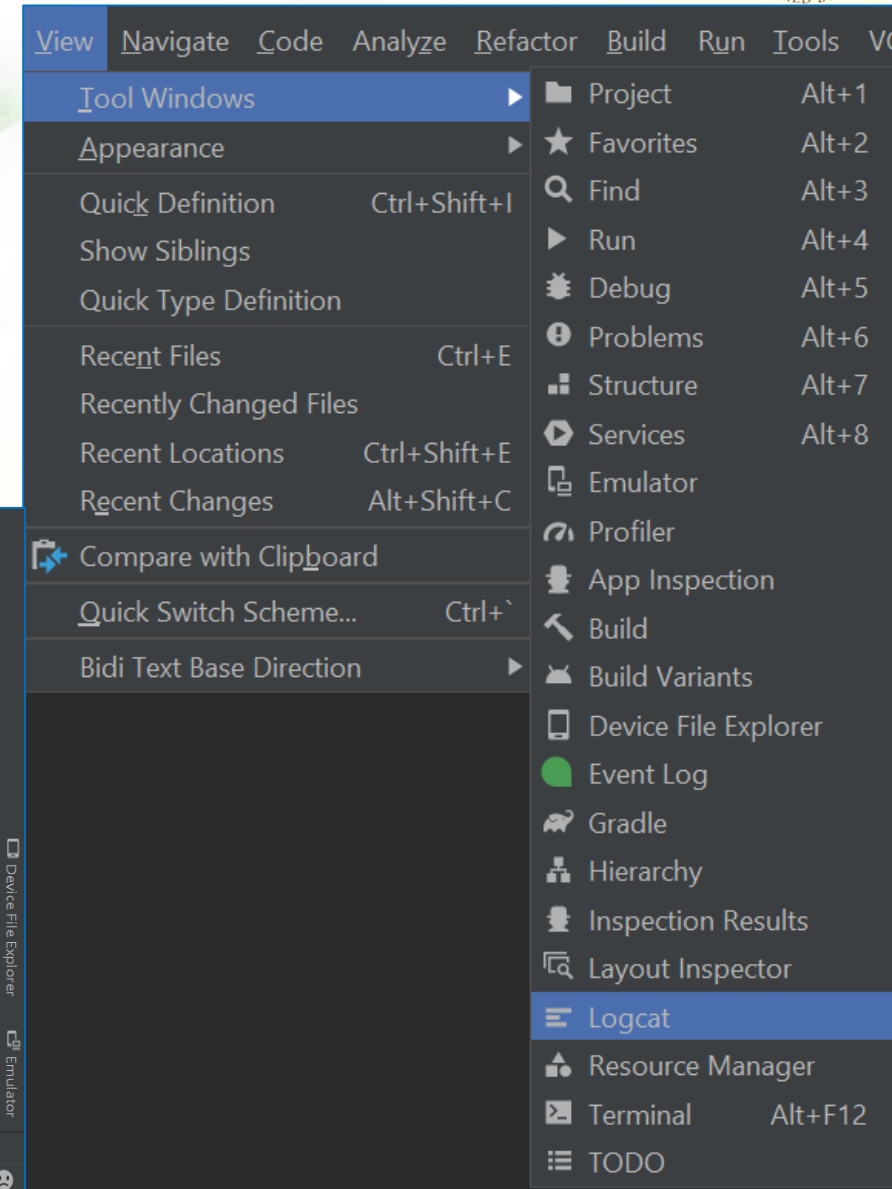 View Navigate Code Analyze Refactor Build Run Tools
Tool Windows
Appearance
Quick Definition Ctrl+Shift+I
Show Siblings
Quick Type Definition
Recent Files Ctrl+E
Recently Changed Files
Recent Locations Ctrl+Shift+E
Recent Changes Alt+Shift+C
Compare with Clipboard
Quick Switch Scheme... Ctrl+`
Bidi Text Base Direction
Project Alt+1
Favorites Alt+2
Find Alt+3
Run Alt+4
Debug Alt+5
Problems Alt+6
Structure Alt+7
Services Alt+8
Emulator
Profiler
App Inspection
Build
Build Variants
Device File Explorer
Event Log
Gradle
Hierarchy
Inspection Results
Layout Inspector
Logcat
Resource Manager
Terminal Alt+F12
TODO
Device File Explorer
Emulator